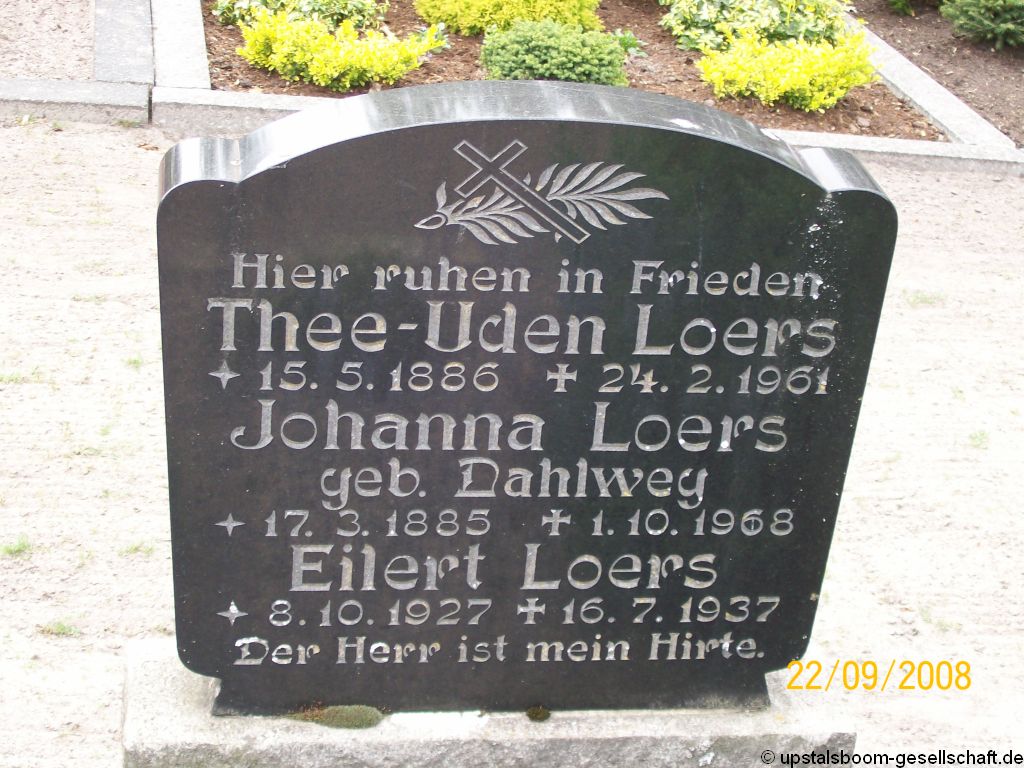 Hier ruhen in Frieden
Thee-Uden Loers
✦ 15. 5. 1886 ✝ 24. 2. 1961
Johanna Loers
geb. Dahlweg
✦ 17. 3. 1885 ✝ 1. 10. 1968
Eilert Loers
✦ 8. 10. 1927 ✝ 16. 7. 1937
Der Herr ist mein Hirte.
22/09/2008
© upstalsboom-gesellschaft.de